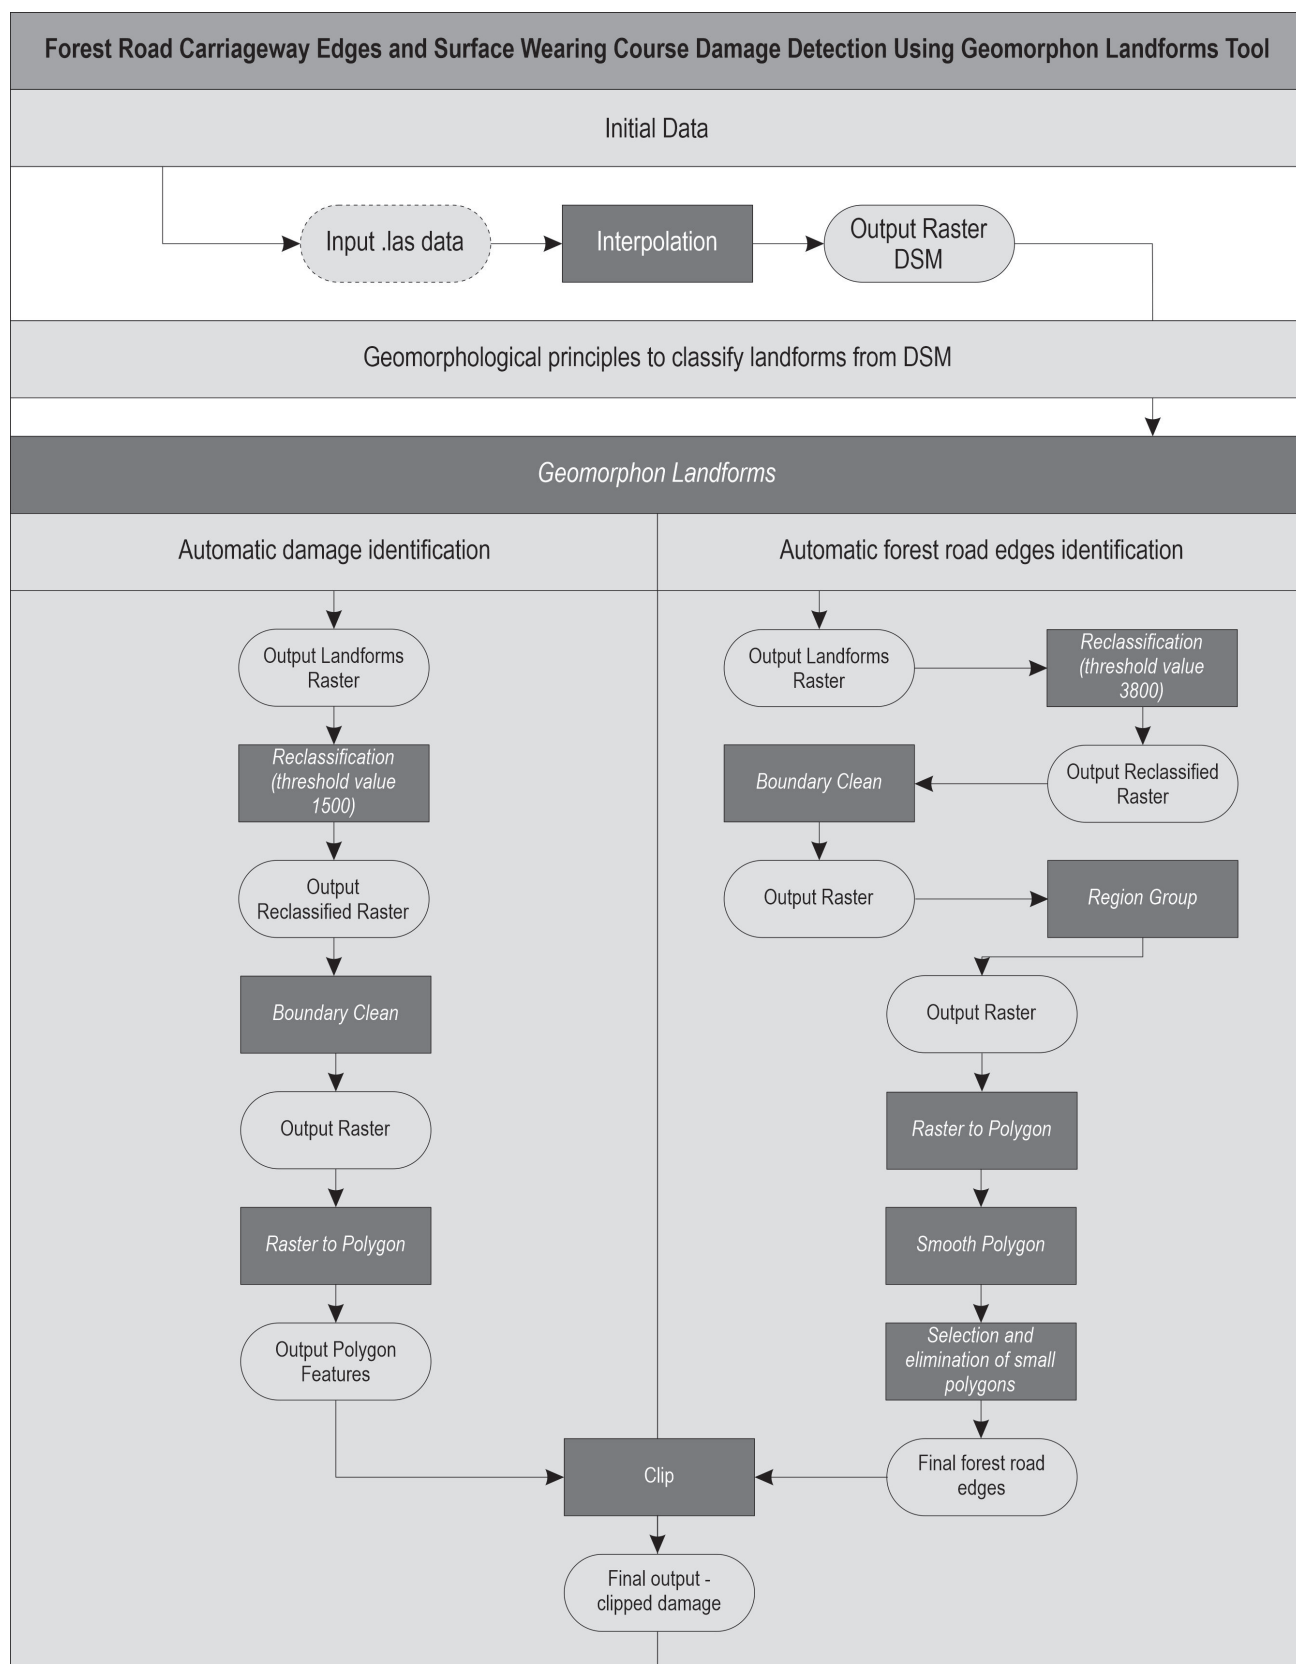 Forest Road Carriageway Edges and Surface Wearing Course Damage Detection Using Geomorphon Landforms Tool
Initial Data
Input .las data
Interpolation
Output Raster
DSM
Geomorphological principles to classify landforms from DSM
Geomorphon Landforms
Automatic damage identification
Output Landforms
Raster
Reclassification
(threshold value
1500)
Output
Reclassified Raster
Boundary Clean
Output Raster
Raster to Polygon
Output Polygon
Features
Automatic forest road edges identification
Output Landforms
Raster
Reclassification
(threshold value
3800)
Output Reclassified
Raster
Boundary Clean
Output Raster
Region Group
Output Raster
Raster to Polygon
Smooth Polygon
Selection and
elimination of small
polygons
Final forest road
edges
Clip
Final output -
clipped damage